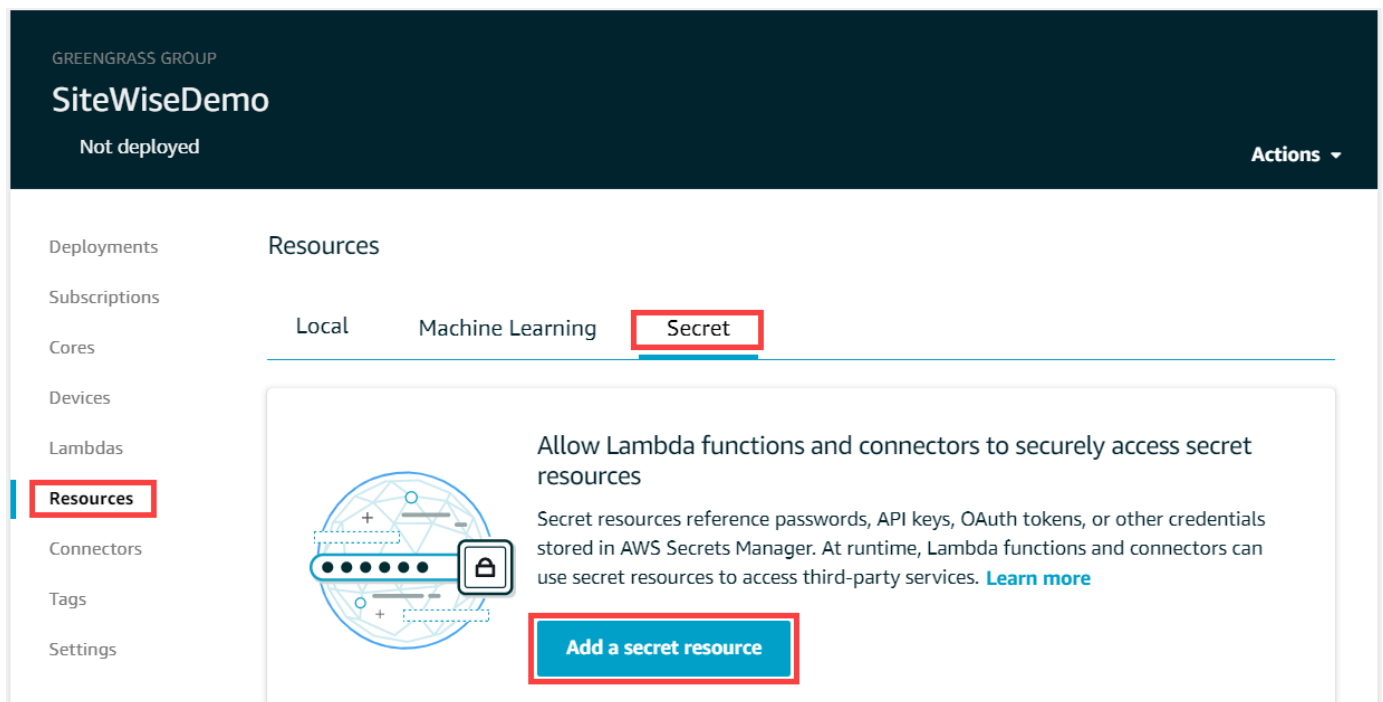 GREENGRASS GROUP
SiteWiseDemo
Not deployed
Actions
Deployments
Subscriptions
Cores
Devices
Lambdas
Resources
Connectors
Tags
Settings
Resources
Local
Machine Learning
Secret
Allow Lambda functions and connectors to securely access secret
resources
Secret resources reference passwords, API keys, OAuth tokens, or other credentials
stored in AWS Secrets Manager. At runtime, Lambda functions and connectors can
use secret resources to access third-party services. Learn more
Add a secret resource